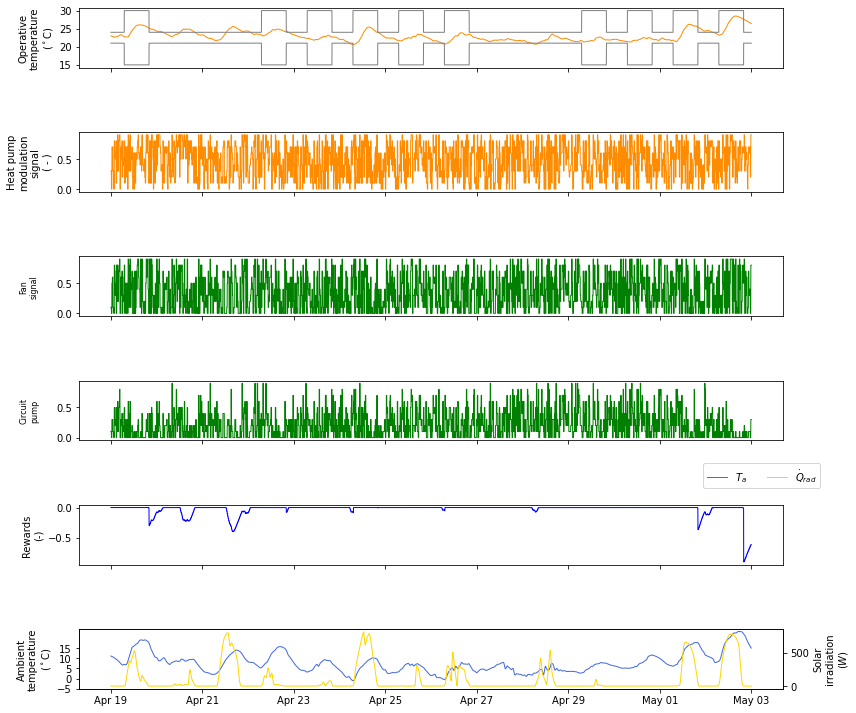 Operative
temperature
(°C)
30
25
20
15
Heat pump
modulation
signal
( - )
0.5
0.0
Fan
signal
0.5
0.0
Circuit
pump
0.5
0.0
T_a
Q̇_rad
Rewards
(-)
0.0
−0.5
Ambient
temperature
(°C)
15
10
5
0
−5
500
0
Solar
irradiation
(W)
Apr 19 Apr 21 Apr 23 Apr 25 Apr 27 Apr 29 May 01 May 03